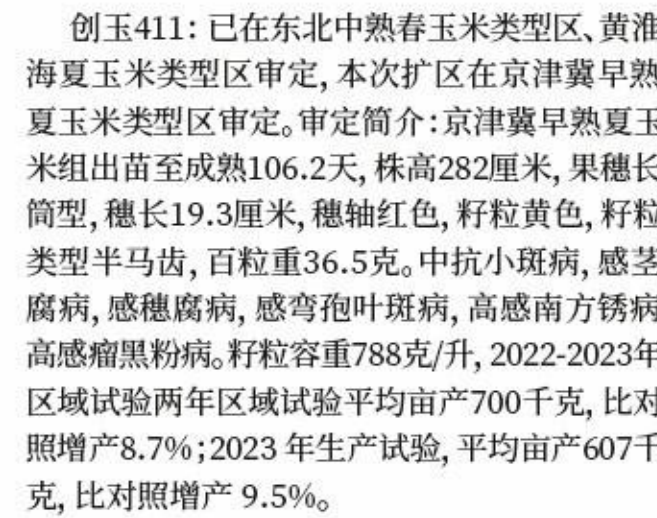 创玉411：已在东北中熟春玉米类型区、黄淮
海夏玉米类型区审定，本次扩区在京津冀早熟
夏玉米类型区审定。审定简介：京津冀早熟夏玉
米组出苗至成熟106.2天，株高282厘米，果穗长
筒型，穗长19.3厘米，穗轴红色，籽粒黄色，籽粒
类型半马齿，百粒重36.5克。中抗小斑病，感茎
腐病，感穗腐病，感弯孢叶斑病，高感南方锈病
高感瘤黑粉病。籽粒容重788克/升，2022-2023年
区域试验两年区域试验平均亩产700千克，比对
照增产8.7%；2023 年生产试验，平均亩产607千
克，比对照增产 9.5%。